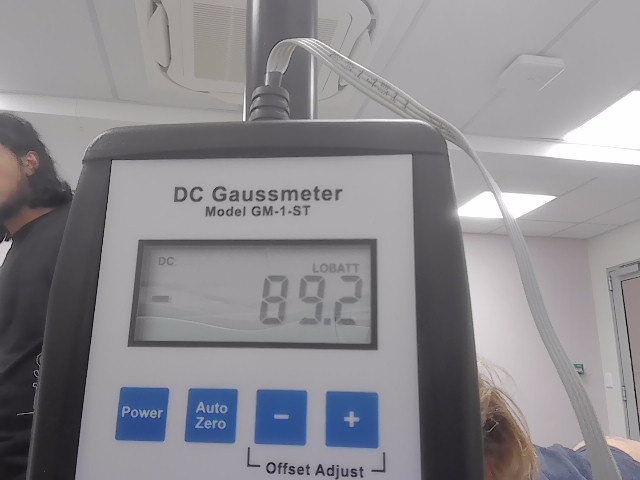 DC Gaussmeter
Model GM-1-ST
DC
LOBATT
- 89.2
Power
Auto
Zero
-
+
Offset Adjust